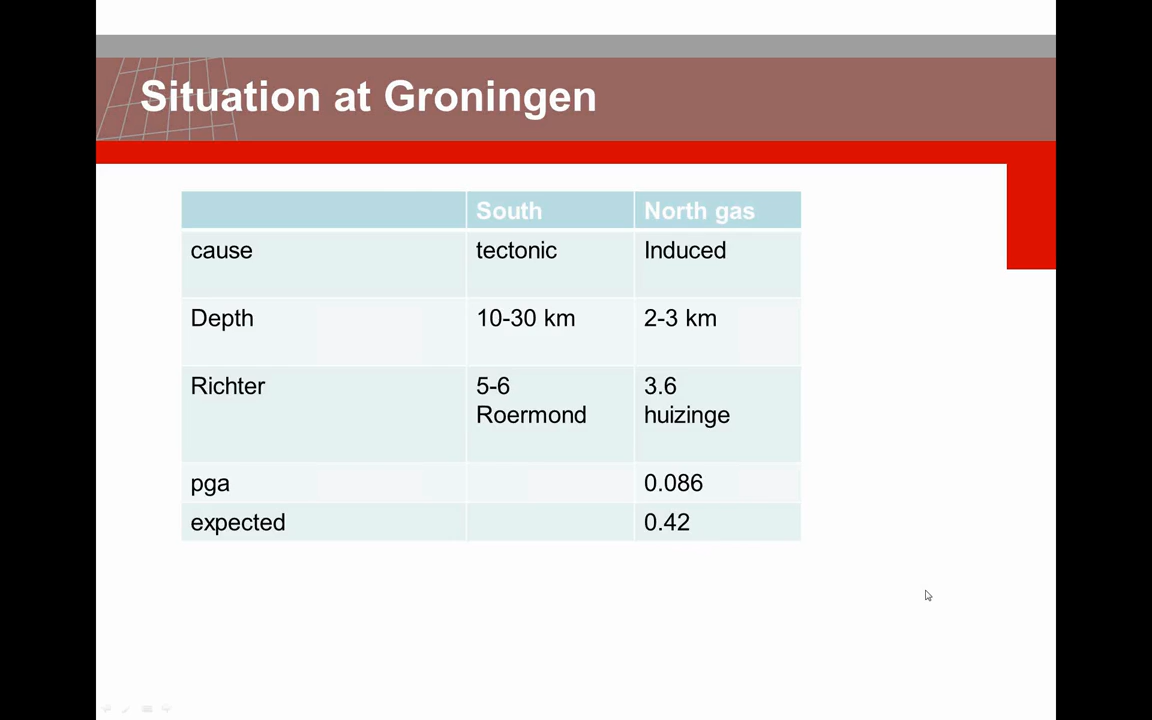 Situation at Groningen
South North gas
cause tectonic Induced
Depth 10-30 km 2-3 km
Richter 5-6 3.6
Roermond huizinge
pga 0.086
expected 0.42